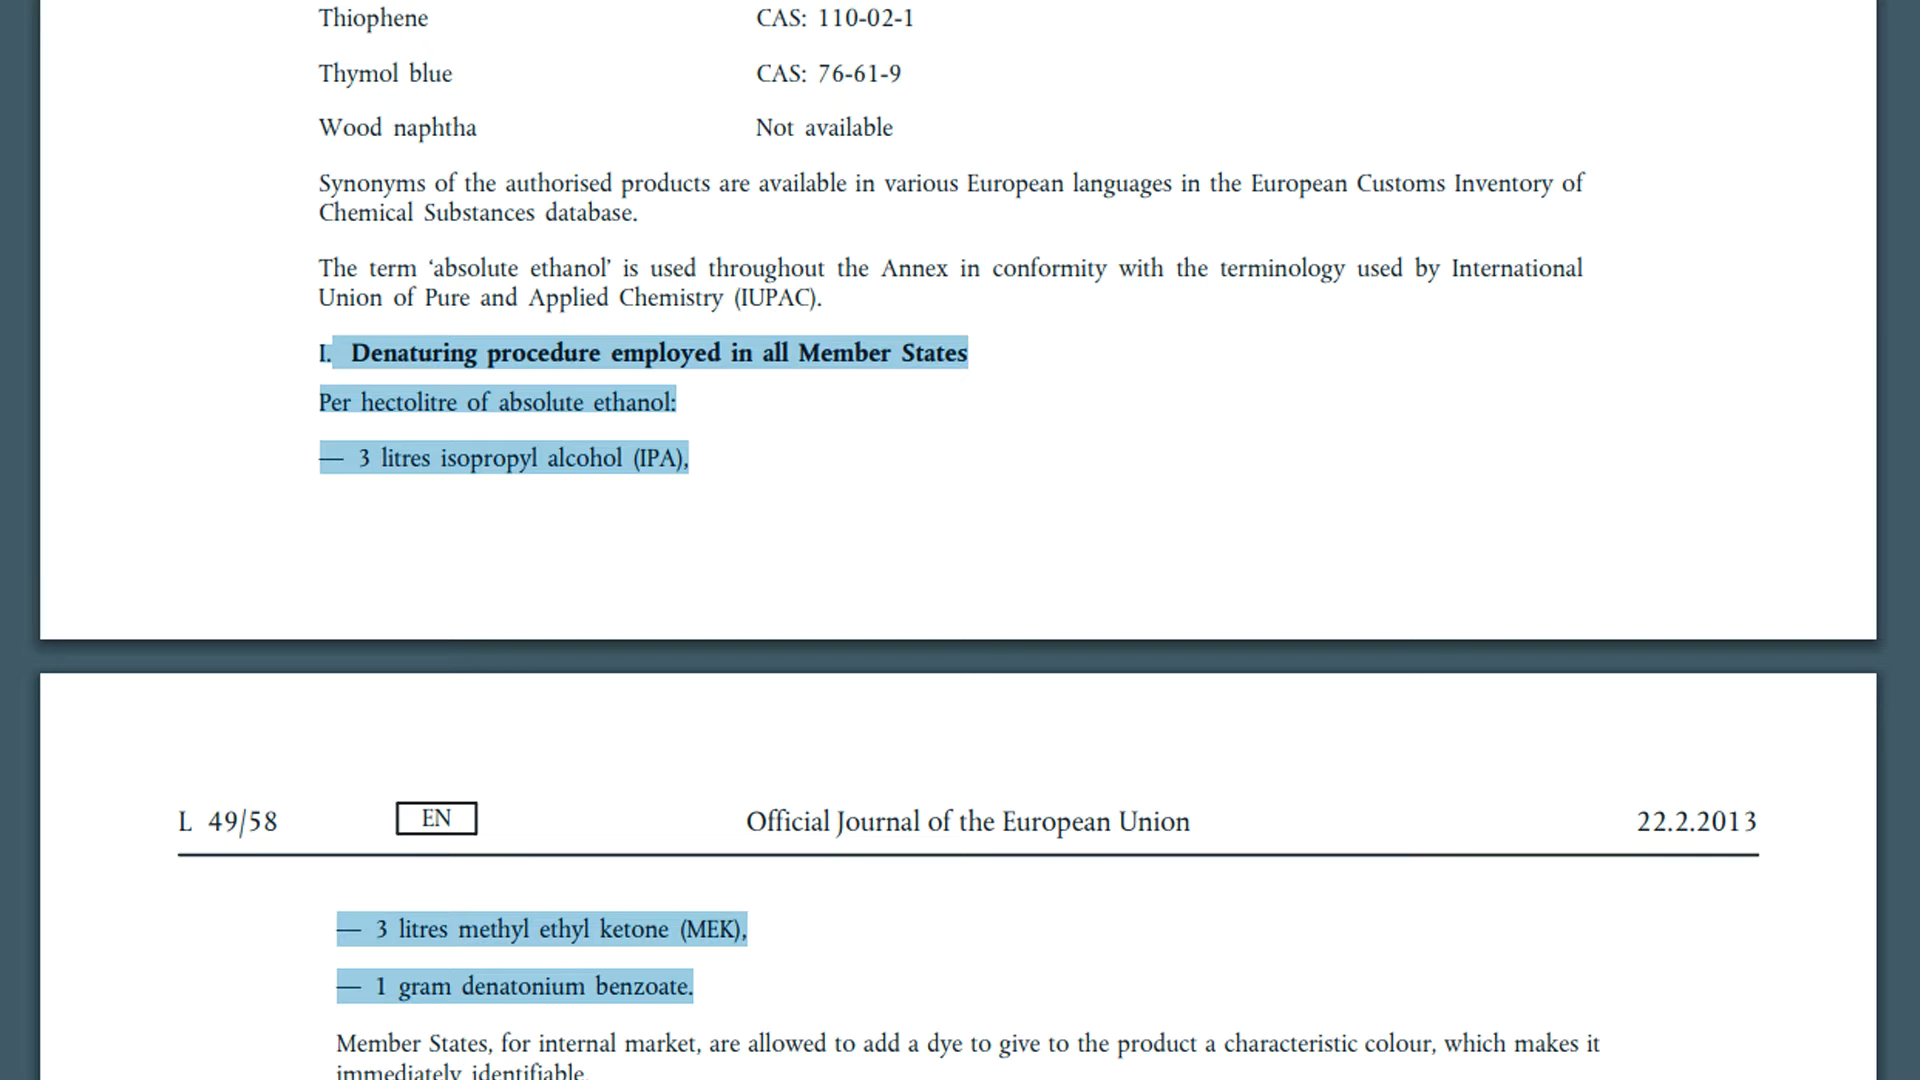 Thiophene CAS: 110-02-1
Thymol blue CAS: 76-61-9
Wood naphtha Not available
Synonyms of the authorised products are available in various European languages in the European Customs Inventory of
Chemical Substances database.
The term ‘absolute ethanol’ is used throughout the Annex in conformity with the terminology used by International
Union of Pure and Applied Chemistry (IUPAC).
I. Denaturing procedure employed in all Member States
Per hectolitre of absolute ethanol:
— 3 litres isopropyl alcohol (IPA),
L 49/58 EN Official Journal of the European Union 22.2.2013
— 3 litres methyl ethyl ketone (MEK),
— 1 gram denatonium benzoate.
Member States, for internal market, are allowed to add a dye to give to the product a characteristic colour, which makes it
immediately identifiable.